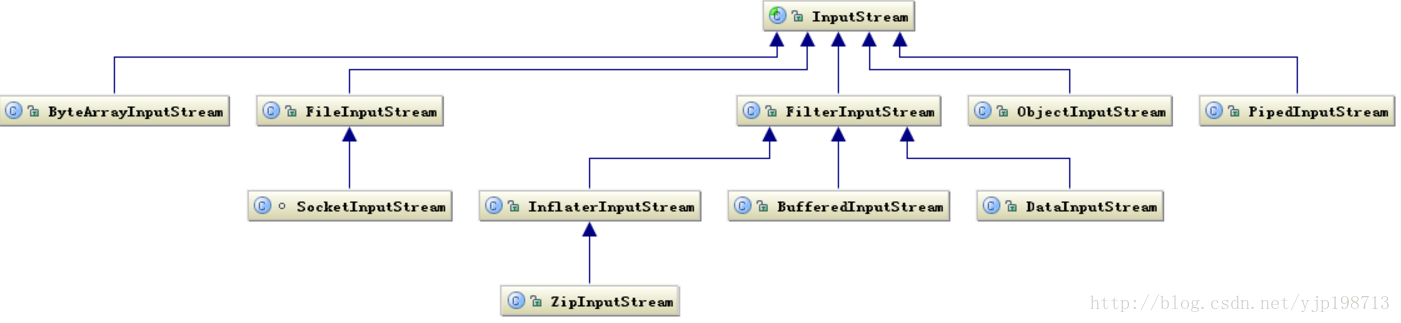 InputStream
ByteArrayInputStream
FileInputStream
FilterInputStream
ObjectInputStream
PipedInputStream
SocketInputStream
InflaterInputStream
BufferedInputStream
DataInputStream
ZipInputStream
http://blog.csdn.net/yjp198713